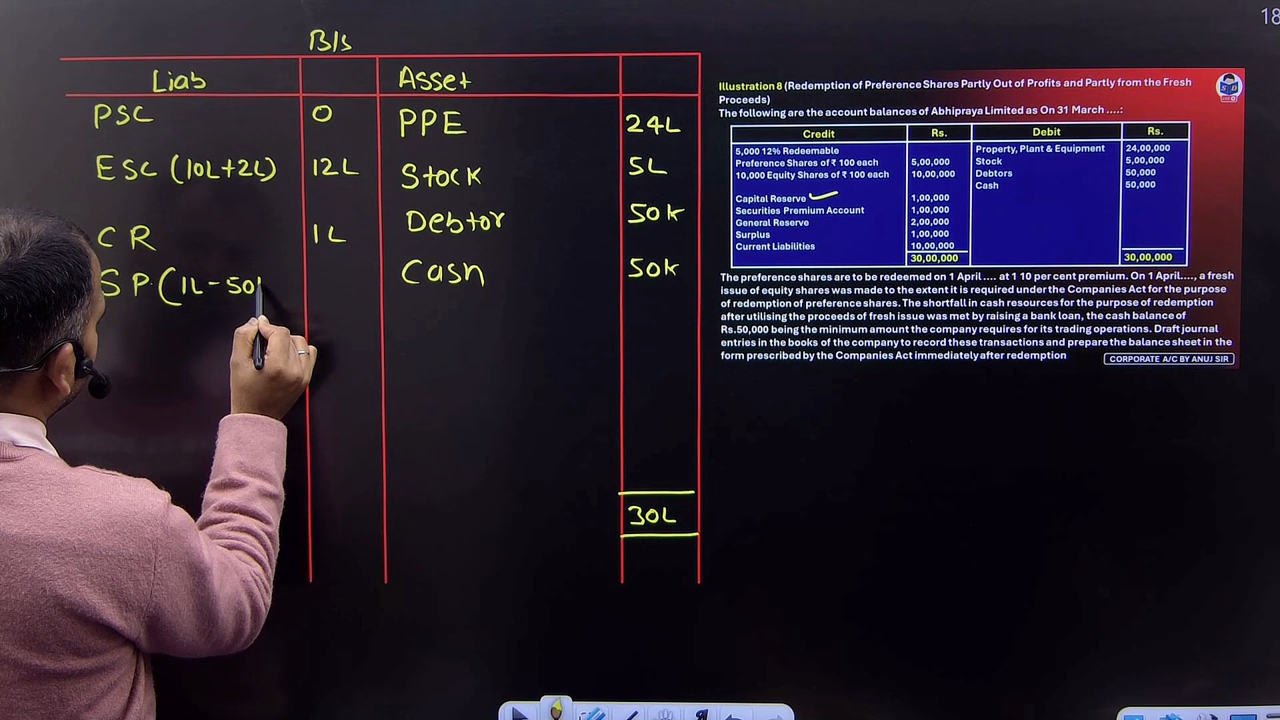 18
B/s
Liab Asset
PSC 0 PPE 24L
ESC (10L+2L) 12L Stock 5L
CR 1L Debtor 50k
S P (1L-50 Cash 50k
30L
Illustration 8 (Redemption of Preference Shares Partly Out of Profits and Partly from the Fresh
Proceeds)
The following are the account balances of Abhipraya Limited as On 31 March ....:
Credit Rs. Debit Rs.
5,000 12% Redeemable Property, Plant & Equipment 24,00,000
Preference Shares of ₹ 100 each 5,00,000 Stock 5,00,000
10,000 Equity Shares of ₹ 100 each 10,00,000 Debtors 50,000
Cash 50,000
Capital Reserve 1,00,000
Securities Premium Account 1,00,000
General Reserve 2,00,000
Surplus 1,00,000
Current Liabilities 10,00,000
30,00,000 30,00,000
The preference shares are to be redeemed on 1 April .... at 1 10 per cent premium. On 1 April...., a fresh
issue of equity shares was made to the extent it is required under the Companies Act for the purpose
of redemption of preference shares. The shortfall in cash resources for the purpose of redemption
after utilising the proceeds of fresh issue was met by raising a bank loan, the cash balance of
Rs.50,000 being the minimum amount the company requires for its trading operations. Draft journal
entries in the books of the company to record these transactions and prepare the balance sheet in the
form prescribed by the Companies Act immediately after redemption
CORPORATE A/C BY ANUJ SIR